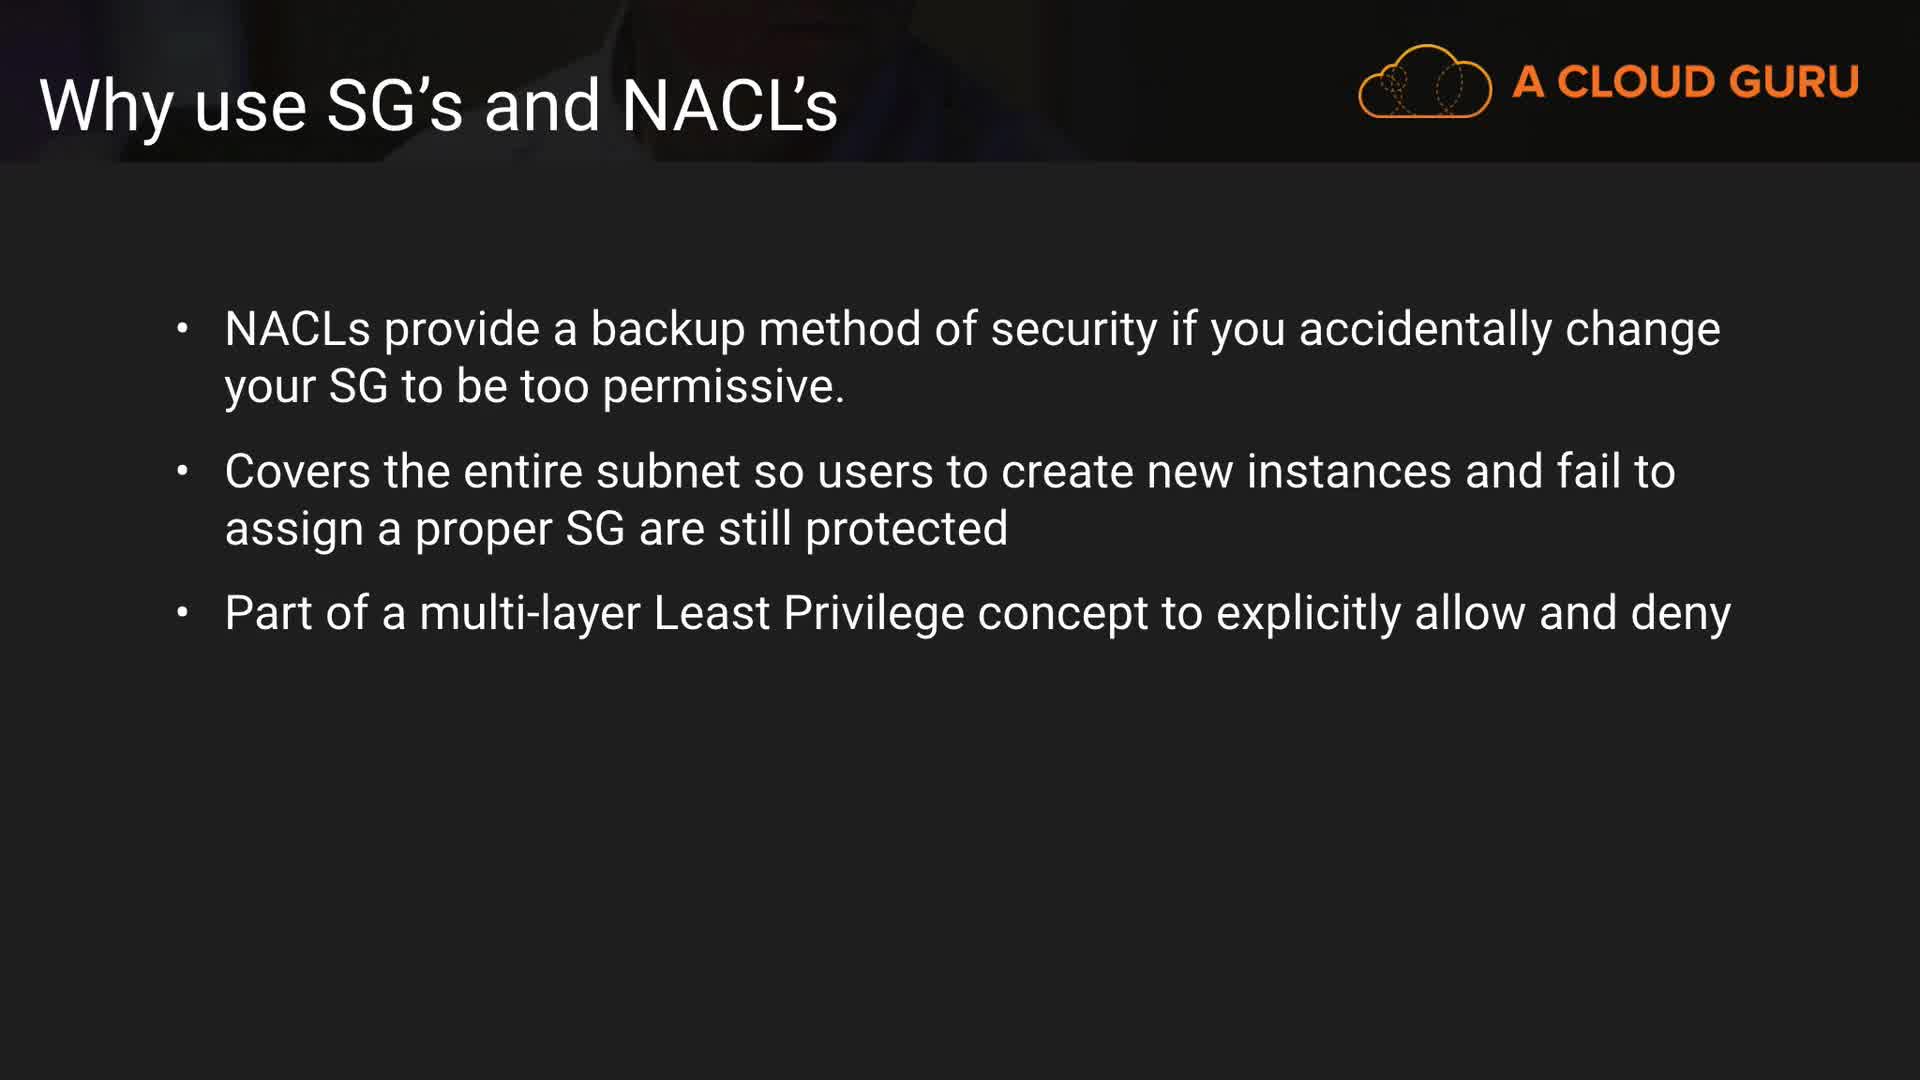 Why use SG’s and NACL’s
A CLOUD GURU
• NACLs provide a backup method of security if you accidentally change
your SG to be too permissive.
• Covers the entire subnet so users to create new instances and fail to
assign a proper SG are still protected
• Part of a multi-layer Least Privilege concept to explicitly allow and deny